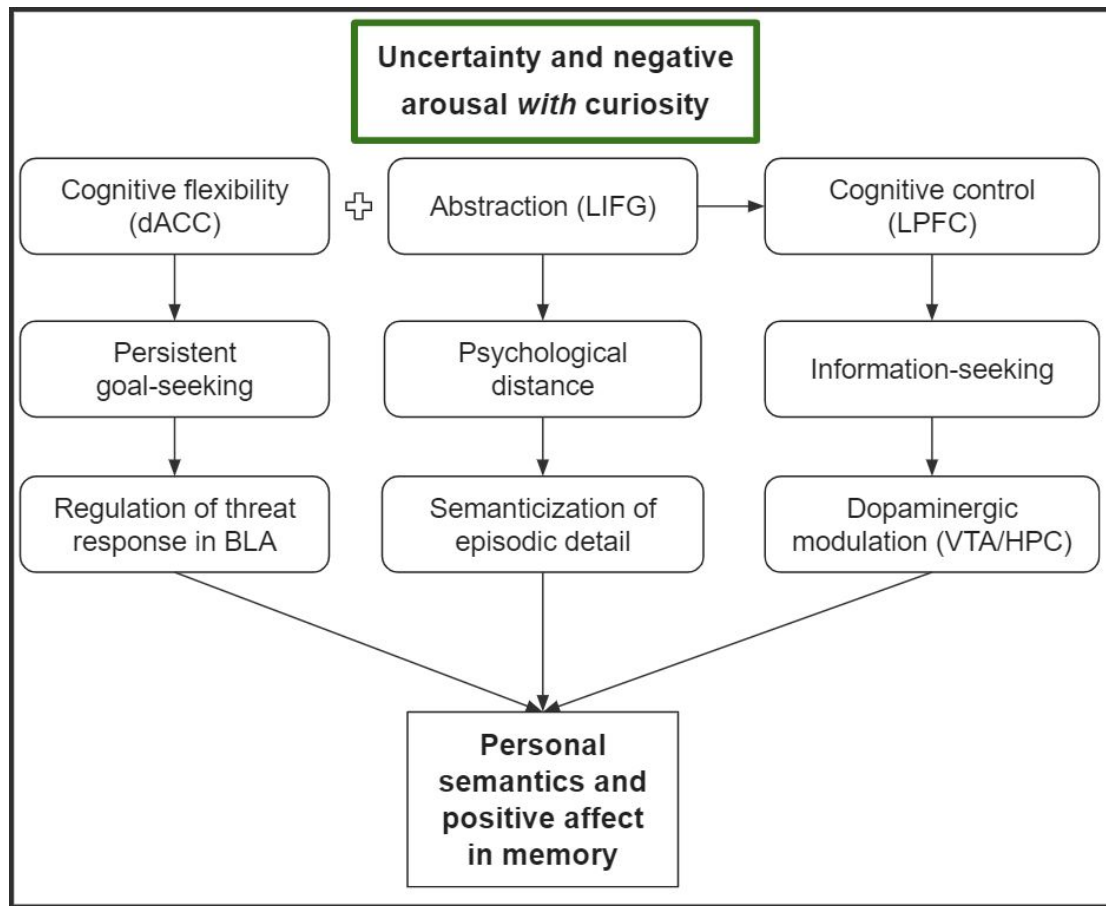 Uncertainty and negative
arousal with curiosity
Cognitive flexibility
(dACC)
Abstraction (LIFG)
Cognitive control
(LPFC)
Persistent
goal-seeking
Psychological
distance
Information-seeking
Regulation of threat
response in BLA
Semanticization of
episodic detail
Dopaminergic
modulation (VTA/HPC)
Personal
semantics and
positive affect
in memory